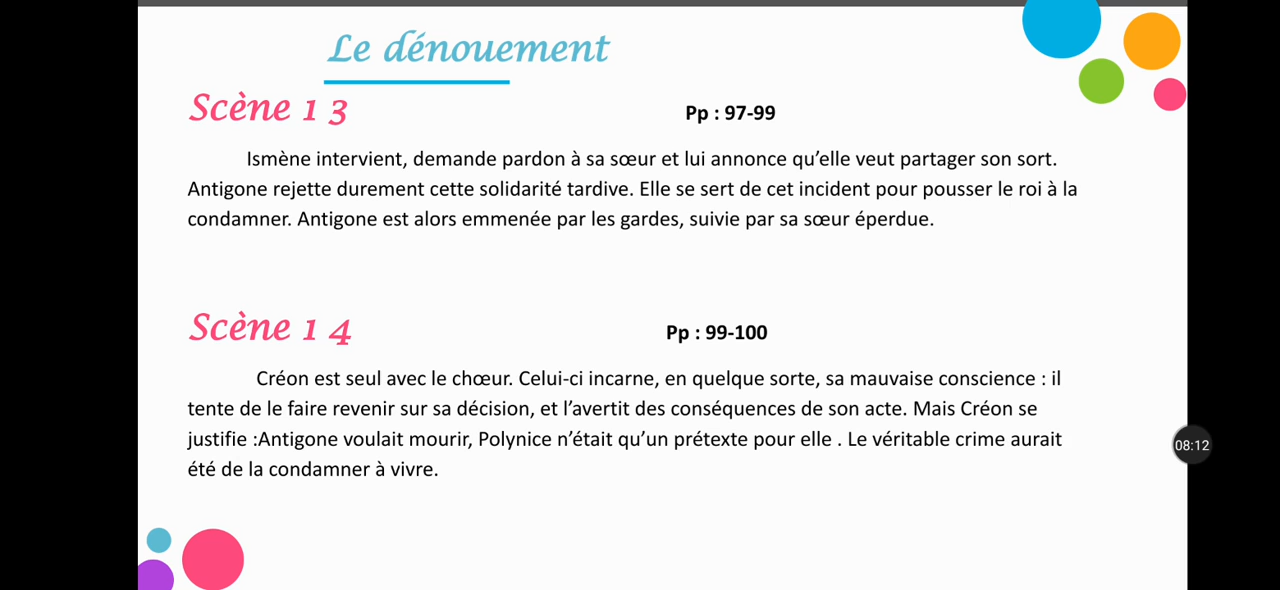 Le dénouement
Scène 1 3
Pp : 97-99
Ismène intervient, demande pardon à sa sœur et lui annonce qu’elle veut partager son sort.
Antigone rejette durement cette solidarité tardive. Elle se sert de cet incident pour pousser le roi à la
condamner. Antigone est alors emmenée par les gardes, suivie par sa sœur éperdue.
Scène 1 4
Pp : 99-100
Créon est seul avec le chœur. Celui-ci incarne, en quelque sorte, sa mauvaise conscience : il
tente de le faire revenir sur sa décision, et l’avertit des conséquences de son acte. Mais Créon se
justifie :Antigone voulait mourir, Polynice n’était qu’un prétexte pour elle . Le véritable crime aurait
été de la condamner à vivre.
08:12